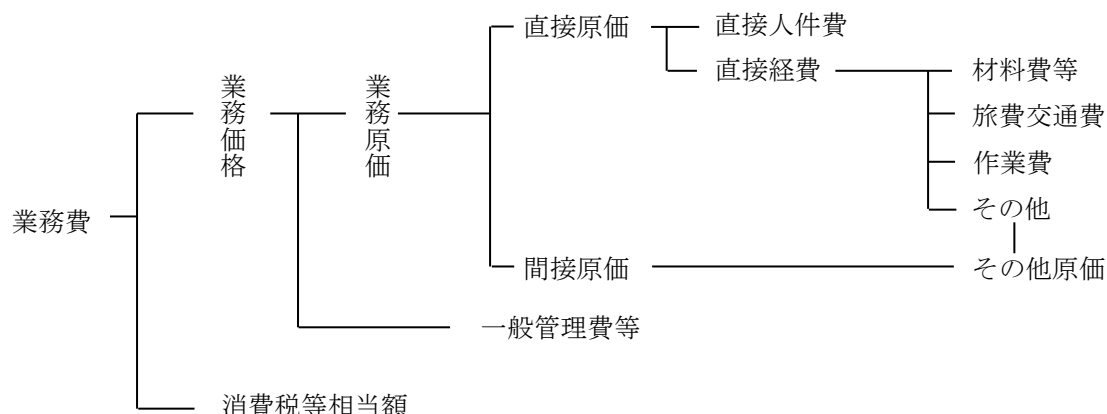 直接原価
直接人件費
直接経費
材料費等
旅費交通費
作業費
その他
業務価格
業務原価
業務費
間接原価
その他原価
一般管理費等
消費税等相当額